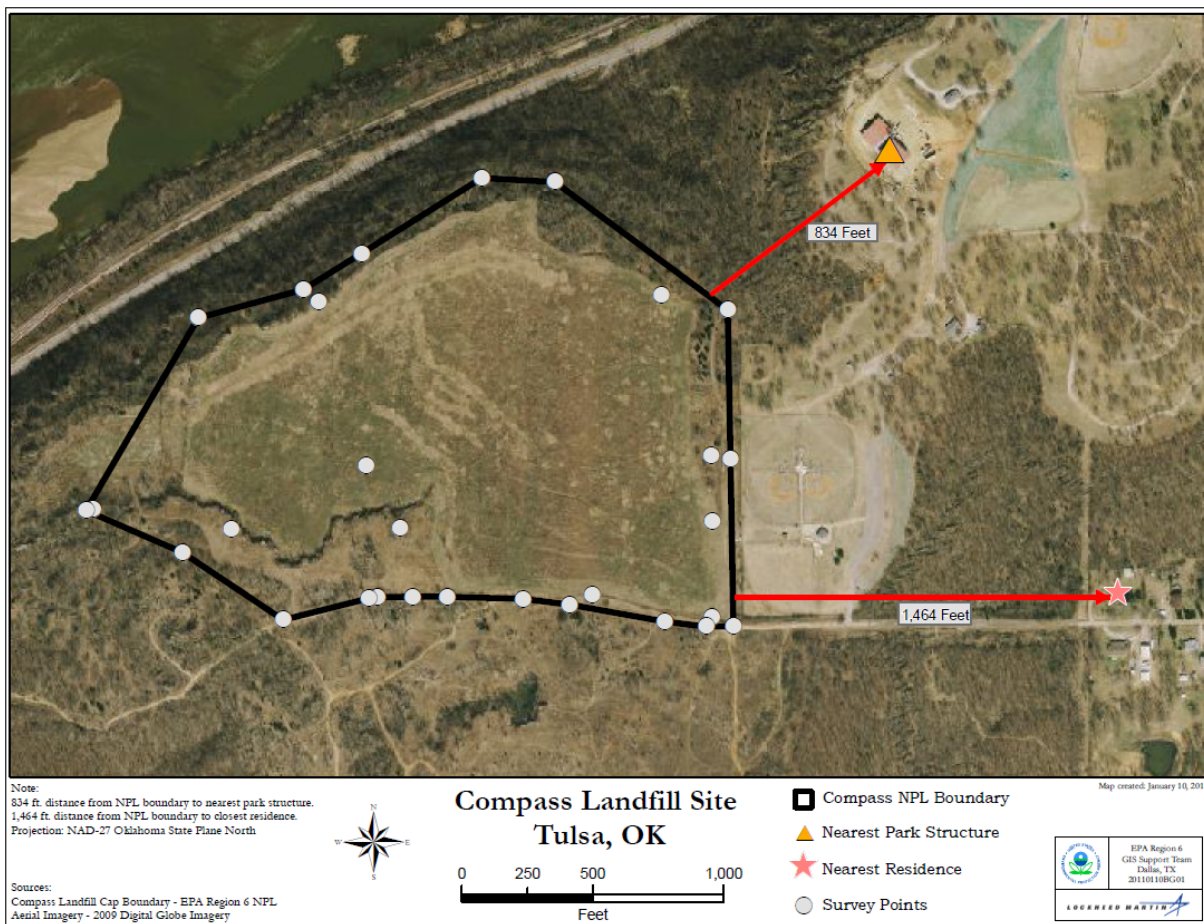 834 Feet
1,464 Feet
Note:
834 ft. distance from NPL boundary to nearest park structure.
1,464 ft. distance from NPL boundary to closest residence.
Projection: NAD-27 Oklahoma State Plane North
Sources:
Compass Landfill Cap Boundary - EPA Region 6 NPL
Aerial Imagery - 2009 Digital Globe Imagery
N
W
E
S
Compass Landfill Site
Tulsa, OK
0 250 500 1,000
Feet
Compass NPL Boundary
Nearest Park Structure
Nearest Residence
Survey Points
Map created: January 10, 201
EPA Region 6
GIS Support Team
Dallas, TX
20110110BG01
LOCKHEED MARTIN